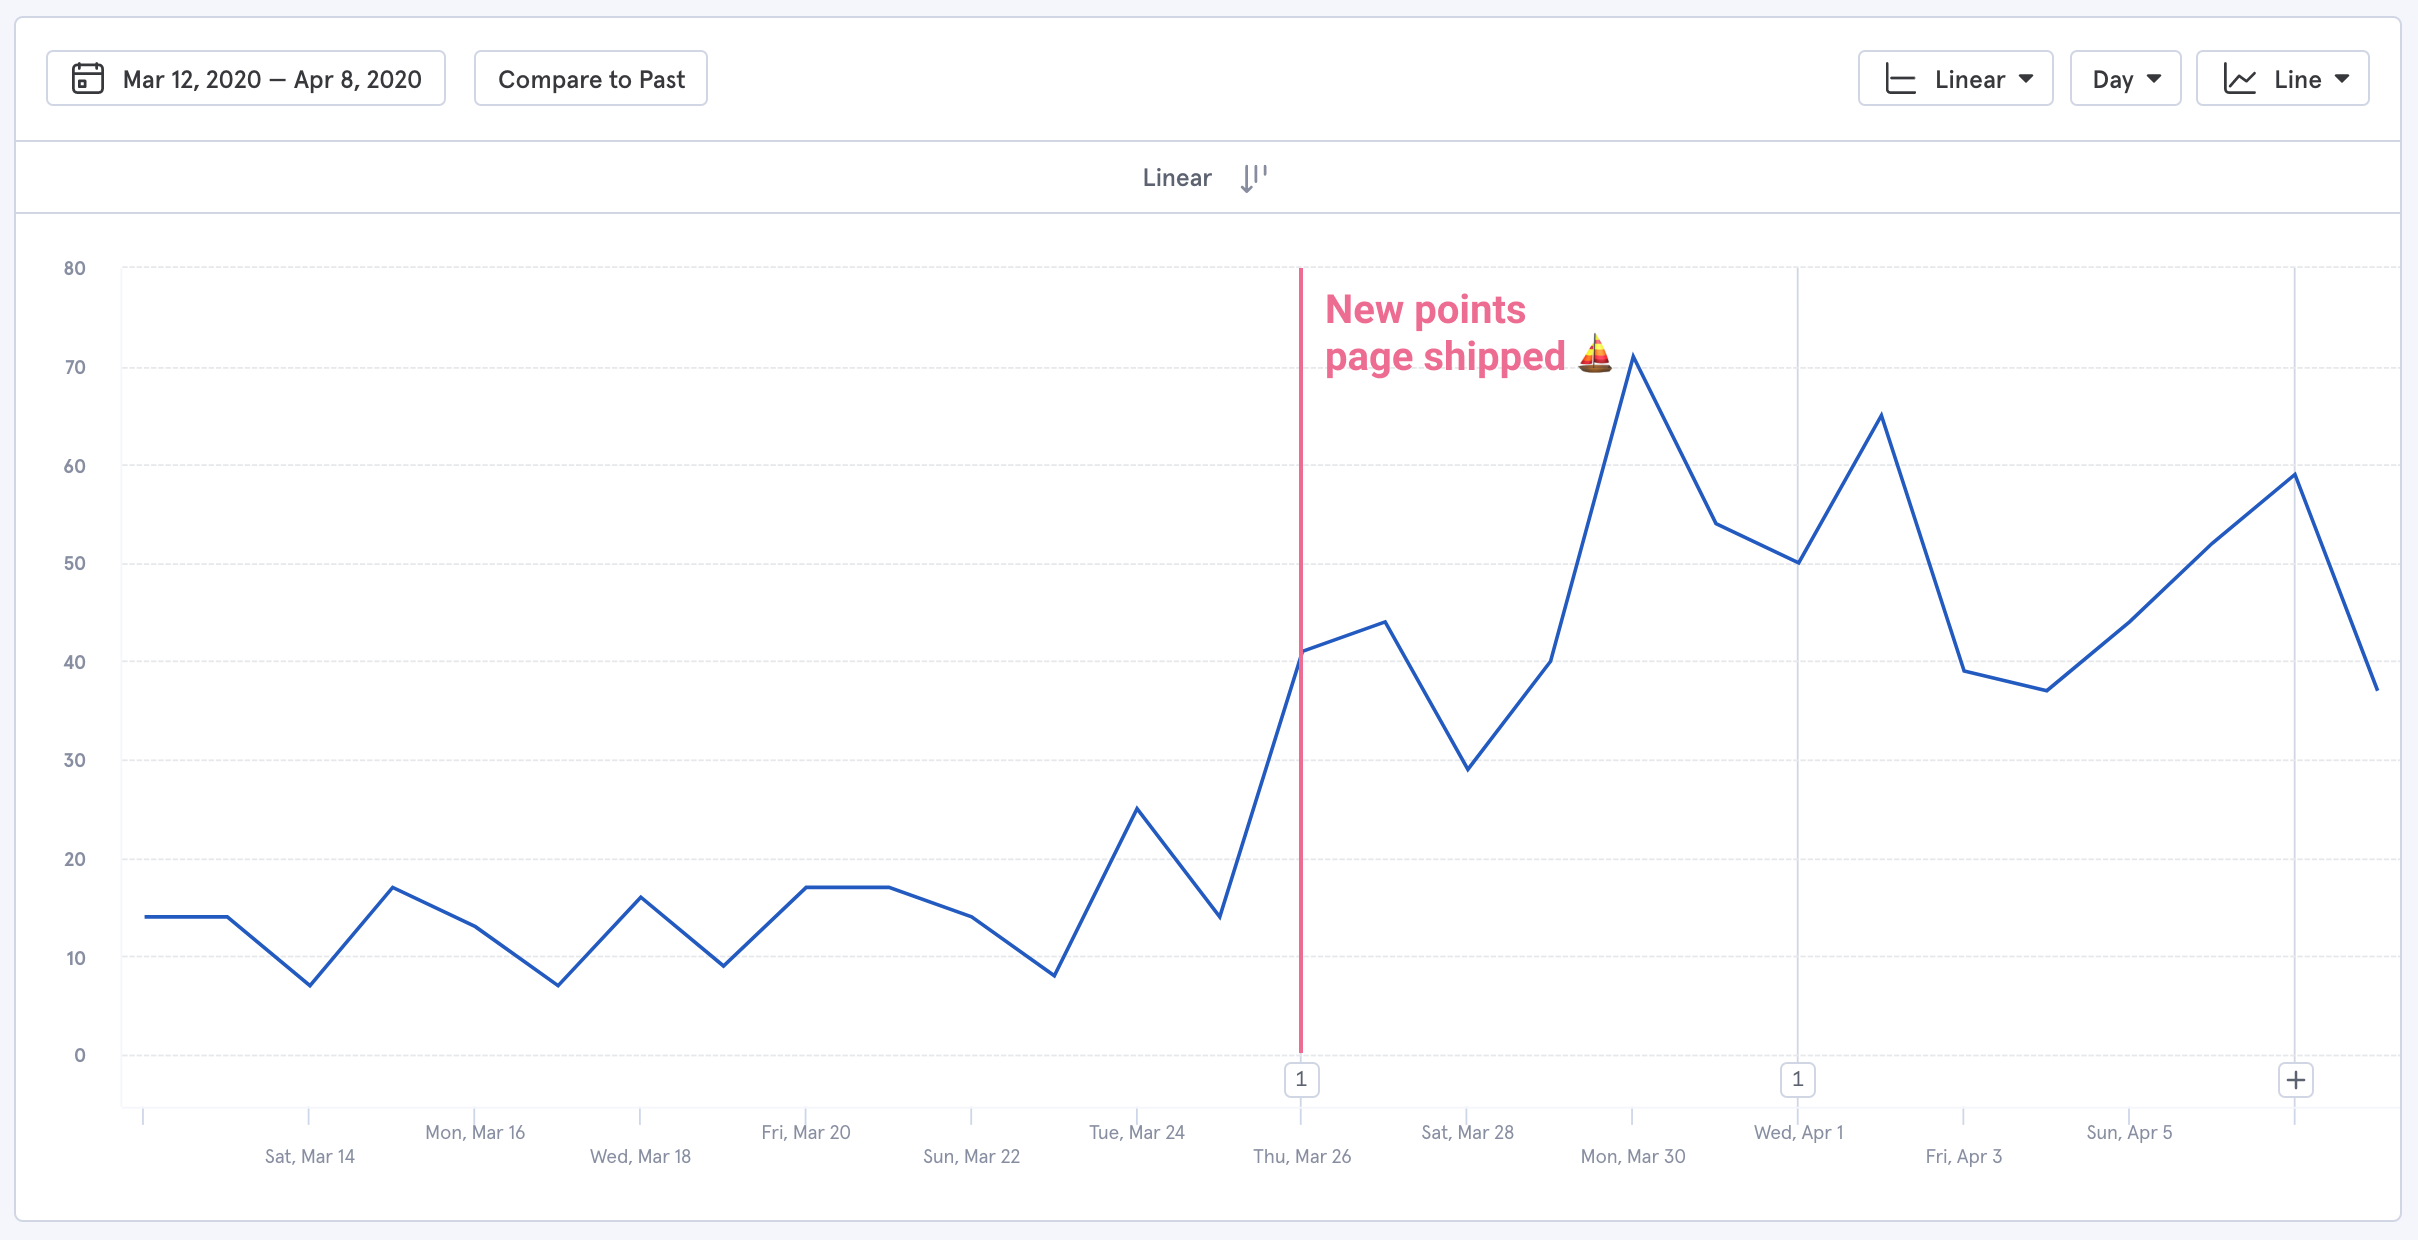 Mar 12, 2020 — Apr 8, 2020
Compare to Past
Linear
Day
Line
Linear
80
70
60
50
40
30
20
10
0
New points
page shipped
1
1
+
Sat, Mar 14
Mon, Mar 16
Wed, Mar 18
Fri, Mar 20
Sun, Mar 22
Tue, Mar 24
Thu, Mar 26
Sat, Mar 28
Mon, Mar 30
Wed, Apr 1
Fri, Apr 3
Sun, Apr 5